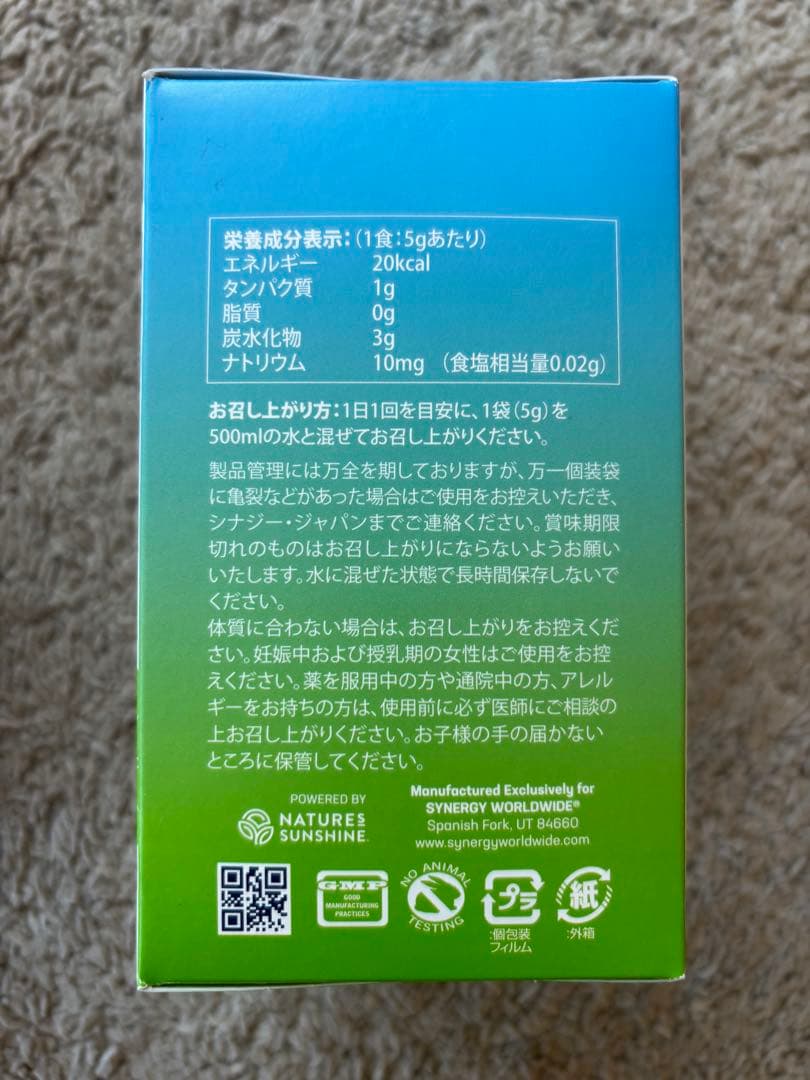 栄養成分表示：（1食：5gあたり）
エネルギー 20kcal
タンパク質 1g
脂質 0g
炭水化物 3g
ナトリウム 10mg （食塩相当量0.02g）
お召し上がり方：1日1回を目安に、1袋（5g）を
500mlの水と混ぜてお召し上がりください。
製品管理には万全を期しておりますが、万一個装袋
に亀裂などがあった場合はご使用をお控えいただき、
シナジー・ジャパンまでご連絡ください。賞味期限
切れのものはお召し上がりにならないようお願い
いたします。水に混ぜた状態で長時間保存しないで
ください。
体質に合わない場合は、お召し上がりをお控えくだ
さい。妊娠中および授乳期の女性はご使用をお控
えください。薬を服用中の方や通院中の方、アレル
ギーをお持ちの方は、使用前に必ず医師にご相談の
上お召し上がりください。お子様の手の届かない
ところに保管してください。
POWERED BY
NATURE'S
SUNSHINE
Manufactured Exclusively for
SYNERGY WORLDWIDE®
Spanish Fork, UT 84660
www.synergyworldwide.com
GMP
GOOD
MANUFACTURING
PRACTICES
NO ANIMAL
TESTING
プラ
:個包装
フィルム
紙
:外箱